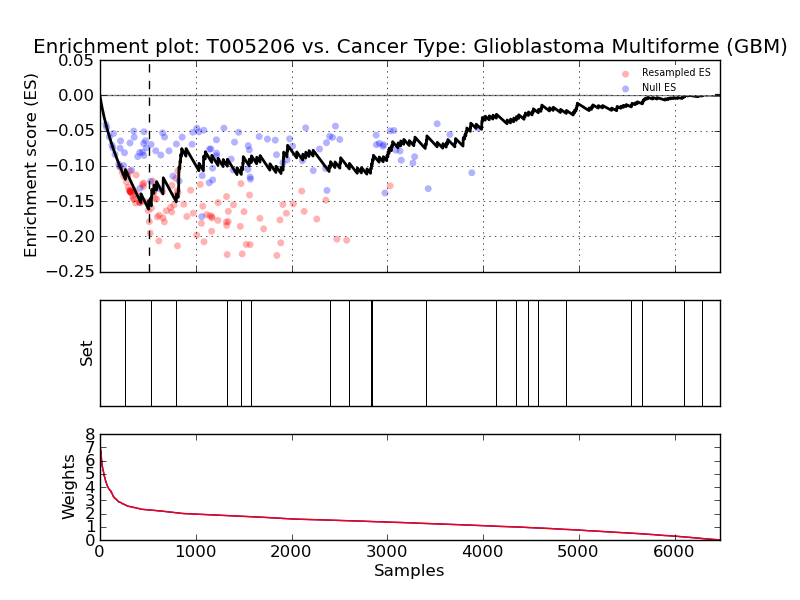 Enrichment plot: T005206 vs. Cancer Type: Glioblastoma Multiforme (GBM)
Enrichment score (ES)
0.05
0.00
−0.05
−0.10
−0.15
−0.20
−0.25
Resampled ES
Null ES
Set
Weights
8
7
6
5
4
3
2
1
0
0 1000 2000 3000 4000 5000 6000
Samples